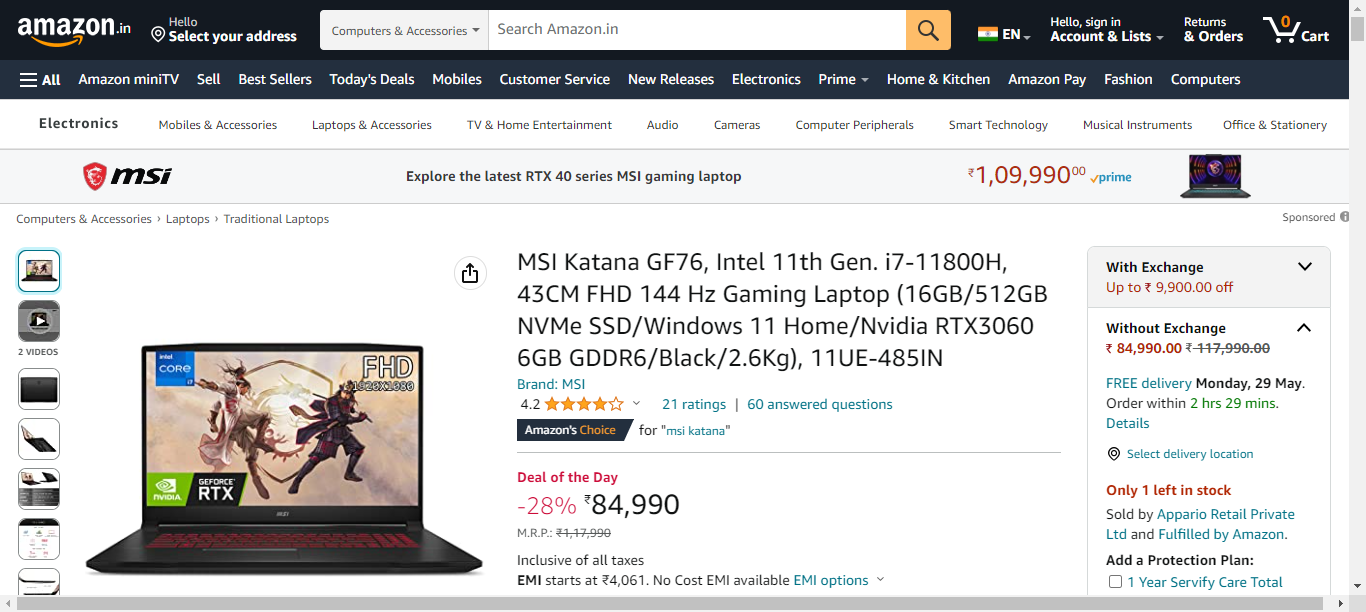 amazon.in
Hello
Select your address
Computers & Accessories
Search Amazon.in
EN
Hello, sign in
Account & Lists
Returns
& Orders
0
Cart
All
Amazon miniTV
Sell
Best Sellers
Today's Deals
Mobiles
Customer Service
New Releases
Electronics
Prime
Home & Kitchen
Amazon Pay
Fashion
Computers
Electronics
Mobiles & Accessories
Laptops & Accessories
TV & Home Entertainment
Audio
Cameras
Computer Peripherals
Smart Technology
Musical Instruments
Office & Stationery
msi
Explore the latest RTX 40 series MSI gaming laptop
₹1,09,99000 prime
Computers & Accessories › Laptops › Traditional Laptops
Sponsored
2 VIDEOS
intel
CORE
i7
FHD
1920X1080
NVIDIA
GEFORCE
RTX
msi
MSI Katana GF76, Intel 11th Gen. i7-11800H,
43CM FHD 144 Hz Gaming Laptop (16GB/512GB
NVMe SSD/Windows 11 Home/Nvidia RTX3060
6GB GDDR6/Black/2.6Kg), 11UE-485IN
Brand: MSI
4.2
21 ratings | 60 answered questions
Amazon's Choice for "msi katana"
Deal of the Day
-28% ₹84,990
M.R.P.: ₹1,17,990
Inclusive of all taxes
EMI starts at ₹4,061. No Cost EMI available EMI options
With Exchange
Up to ₹ 9,900.00 off
Without Exchange
₹ 84,990.00 ₹ 117,990.00
FREE delivery Monday, 29 May.
Order within 2 hrs 29 mins.
Details
Select delivery location
Only 1 left in stock
Sold by Appario Retail Private
Ltd and Fulfilled by Amazon.
Add a Protection Plan:
1 Year Servify Care Total